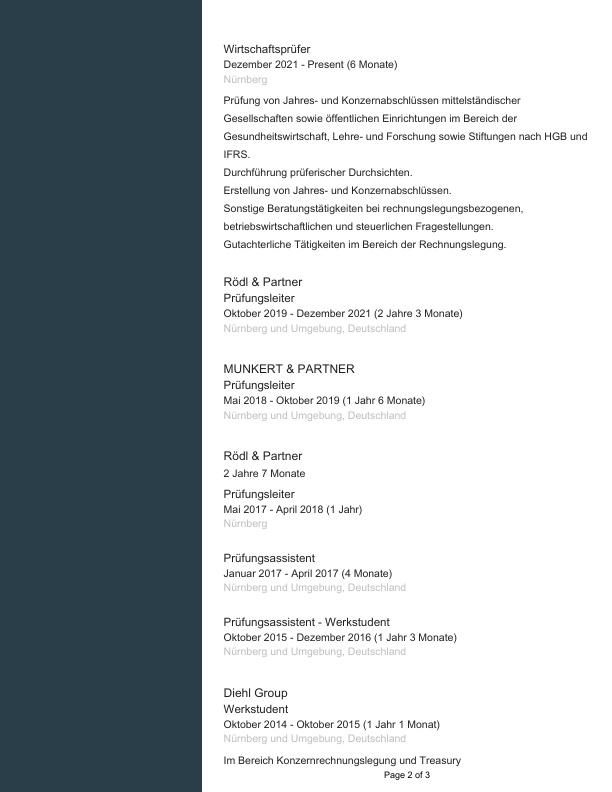 Wirtschaftsprüfer
Dezember 2021 - Present (6 Monate)
Nürnberg
Prüfung von Jahres- und Konzernabschlüssen mittelständischer
Gesellschaften sowie öffentlichen Einrichtungen im Bereich der
Gesundheitswirtschaft, Lehre- und Forschung sowie Stiftungen nach HGB und
IFRS.
Durchführung prüferischer Durchsichten.
Erstellung von Jahres- und Konzernabschlüssen.
Sonstige Beratungstätigkeiten bei rechnungslegungsbezogenen,
betriebswirtschaftlichen und steuerlichen Fragestellungen.
Gutachterliche Tätigkeiten im Bereich der Rechnungslegung.
Rödl & Partner
Prüfungsleiter
Oktober 2019 - Dezember 2021 (2 Jahre 3 Monate)
Nürnberg und Umgebung, Deutschland
MUNKERT & PARTNER
Prüfungsleiter
Mai 2018 - Oktober 2019 (1 Jahr 6 Monate)
Nürnberg und Umgebung, Deutschland
Rödl & Partner
2 Jahre 7 Monate
Prüfungsleiter
Mai 2017 - April 2018 (1 Jahr)
Nürnberg
Prüfungsassistent
Januar 2017 - April 2017 (4 Monate)
Nürnberg und Umgebung, Deutschland
Prüfungsassistent - Werkstudent
Oktober 2015 - Dezember 2016 (1 Jahr 3 Monate)
Nürnberg und Umgebung, Deutschland
Diehl Group
Werkstudent
Oktober 2014 - Oktober 2015 (1 Jahr 1 Monat)
Nürnberg und Umgebung, Deutschland
Im Bereich Konzernrechnungslegung und Treasury
Page 2 of 3